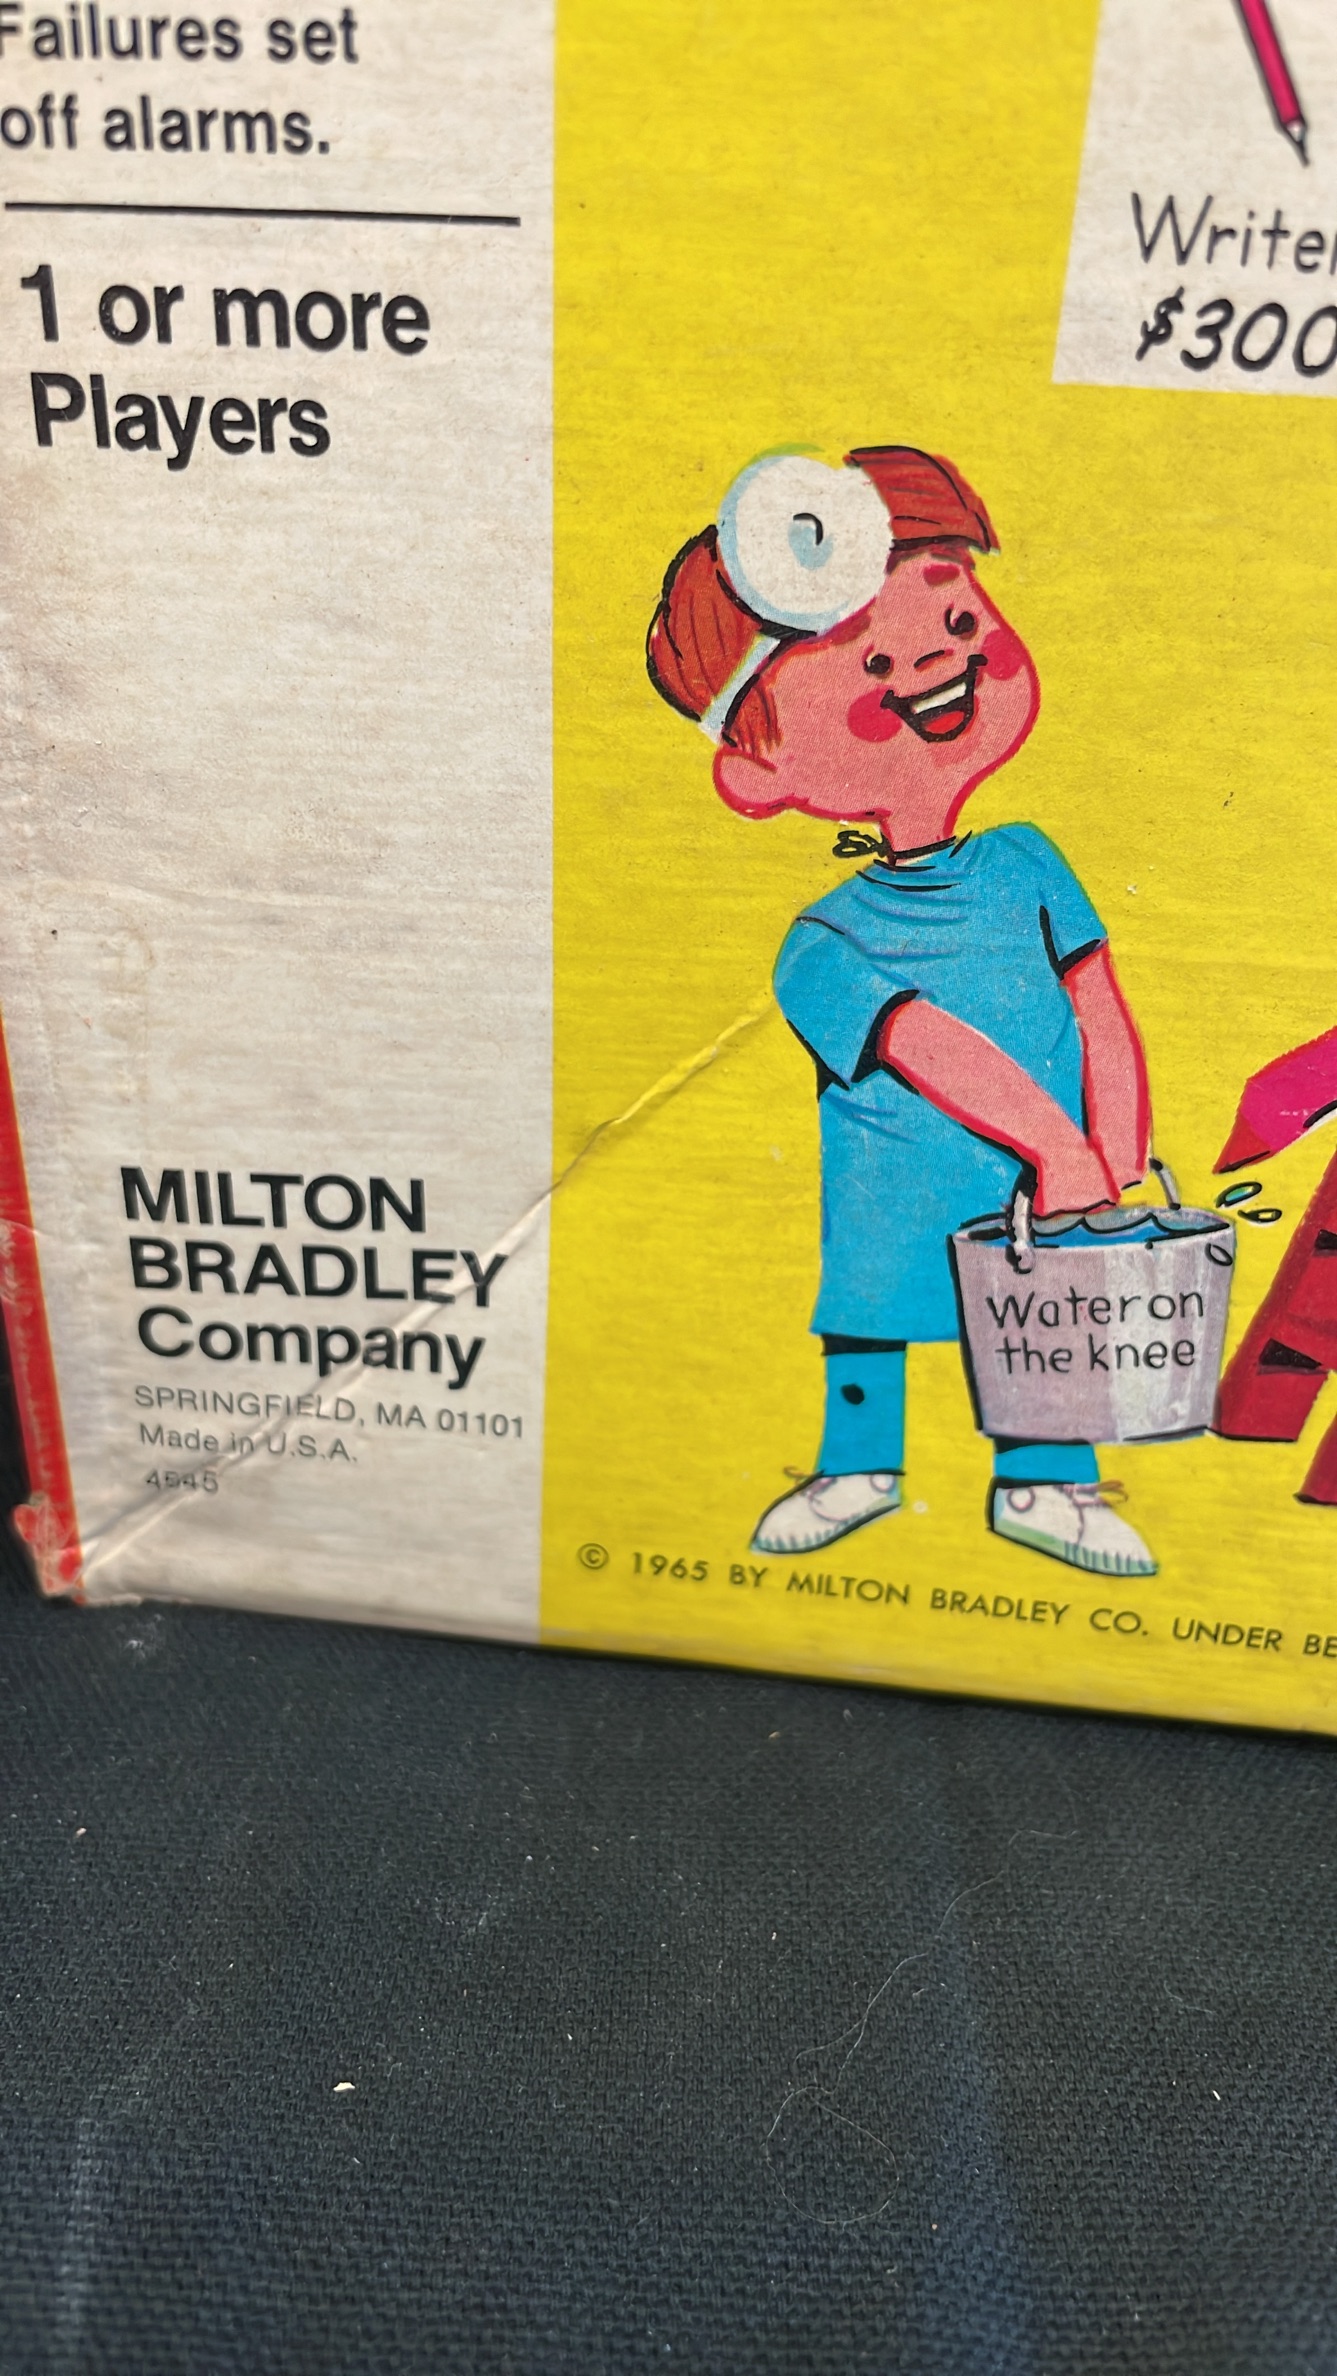 Failures set
off alarms.
1 or more
Players
MILTON
BRADLEY
Company
SPRINGFIELD, MA 01101
Made in U.S.A.
4545
$300
Water on
the knee
© 1965 BY MILTON BRADLEY CO. UNDER